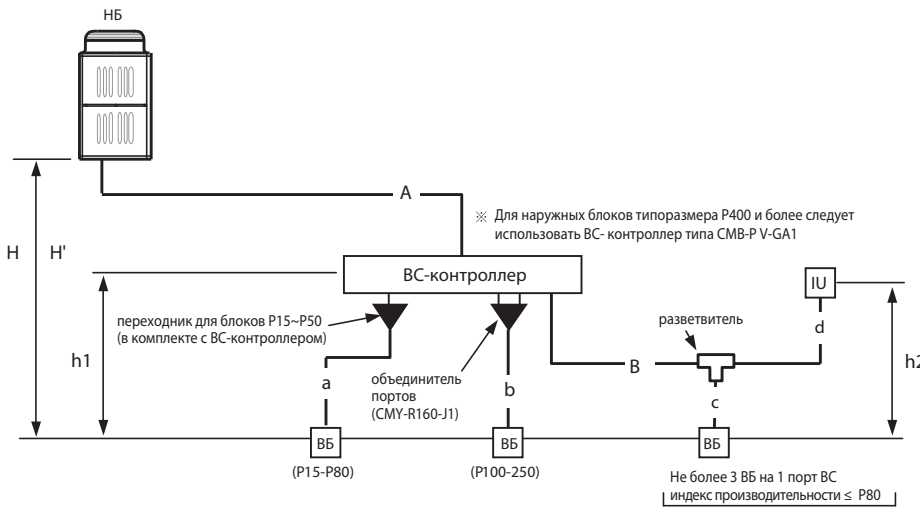 НБ
A
※ Для наружных блоков типоразмера P400 и более следует
использовать BC- контроллер типа CMB-P V-GA1
H
H'
BC-контроллер
IU
переходник для блоков P15~P50
(в комплекте с BC-контроллером)
разветвитель
d
h1
h2
B
a
объединитель
портов
(CMY-R160-J1)
b
c
ВБ
ВБ
ВБ
(P15-P80)
(P100-250)
Не более 3 ВБ на 1 порт BC
индекс производительности ≤ P80